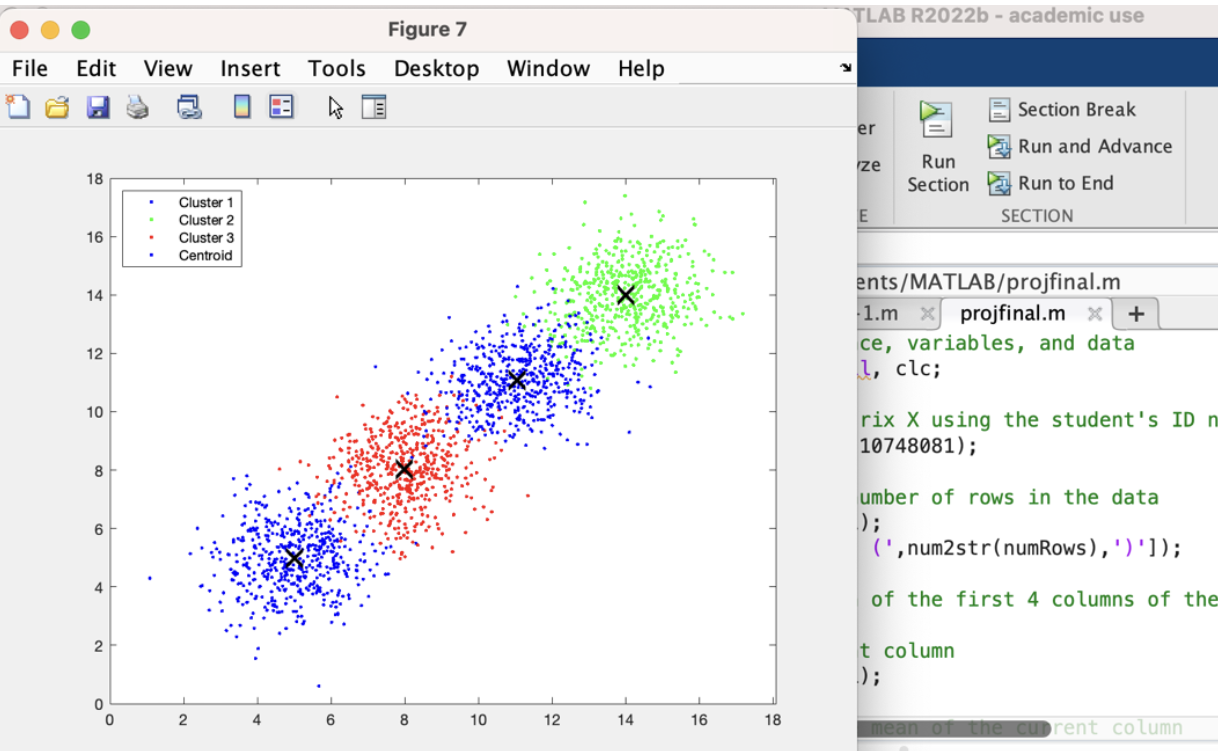 Figure 7
MATLAB R2022b - academic use
File Edit View Insert Tools Desktop Window Help
Run Section
Section Break
Run and Advance
Run to End
SECTION
18
16
14
12
10
8
6
4
2
0
Cluster 1
Cluster 2
Cluster 3
Centroid
0 2 4 6 8 10 12 14 16 18
ents/MATLAB/projfinal.m
-1.m projfinal.m +
ce, variables, and data
l, clc;
rix X using the student's ID n
10748081);
umber of rows in the data
);
(',num2str(numRows),')']);
of the first 4 columns of the
t column
);
mean of the current column